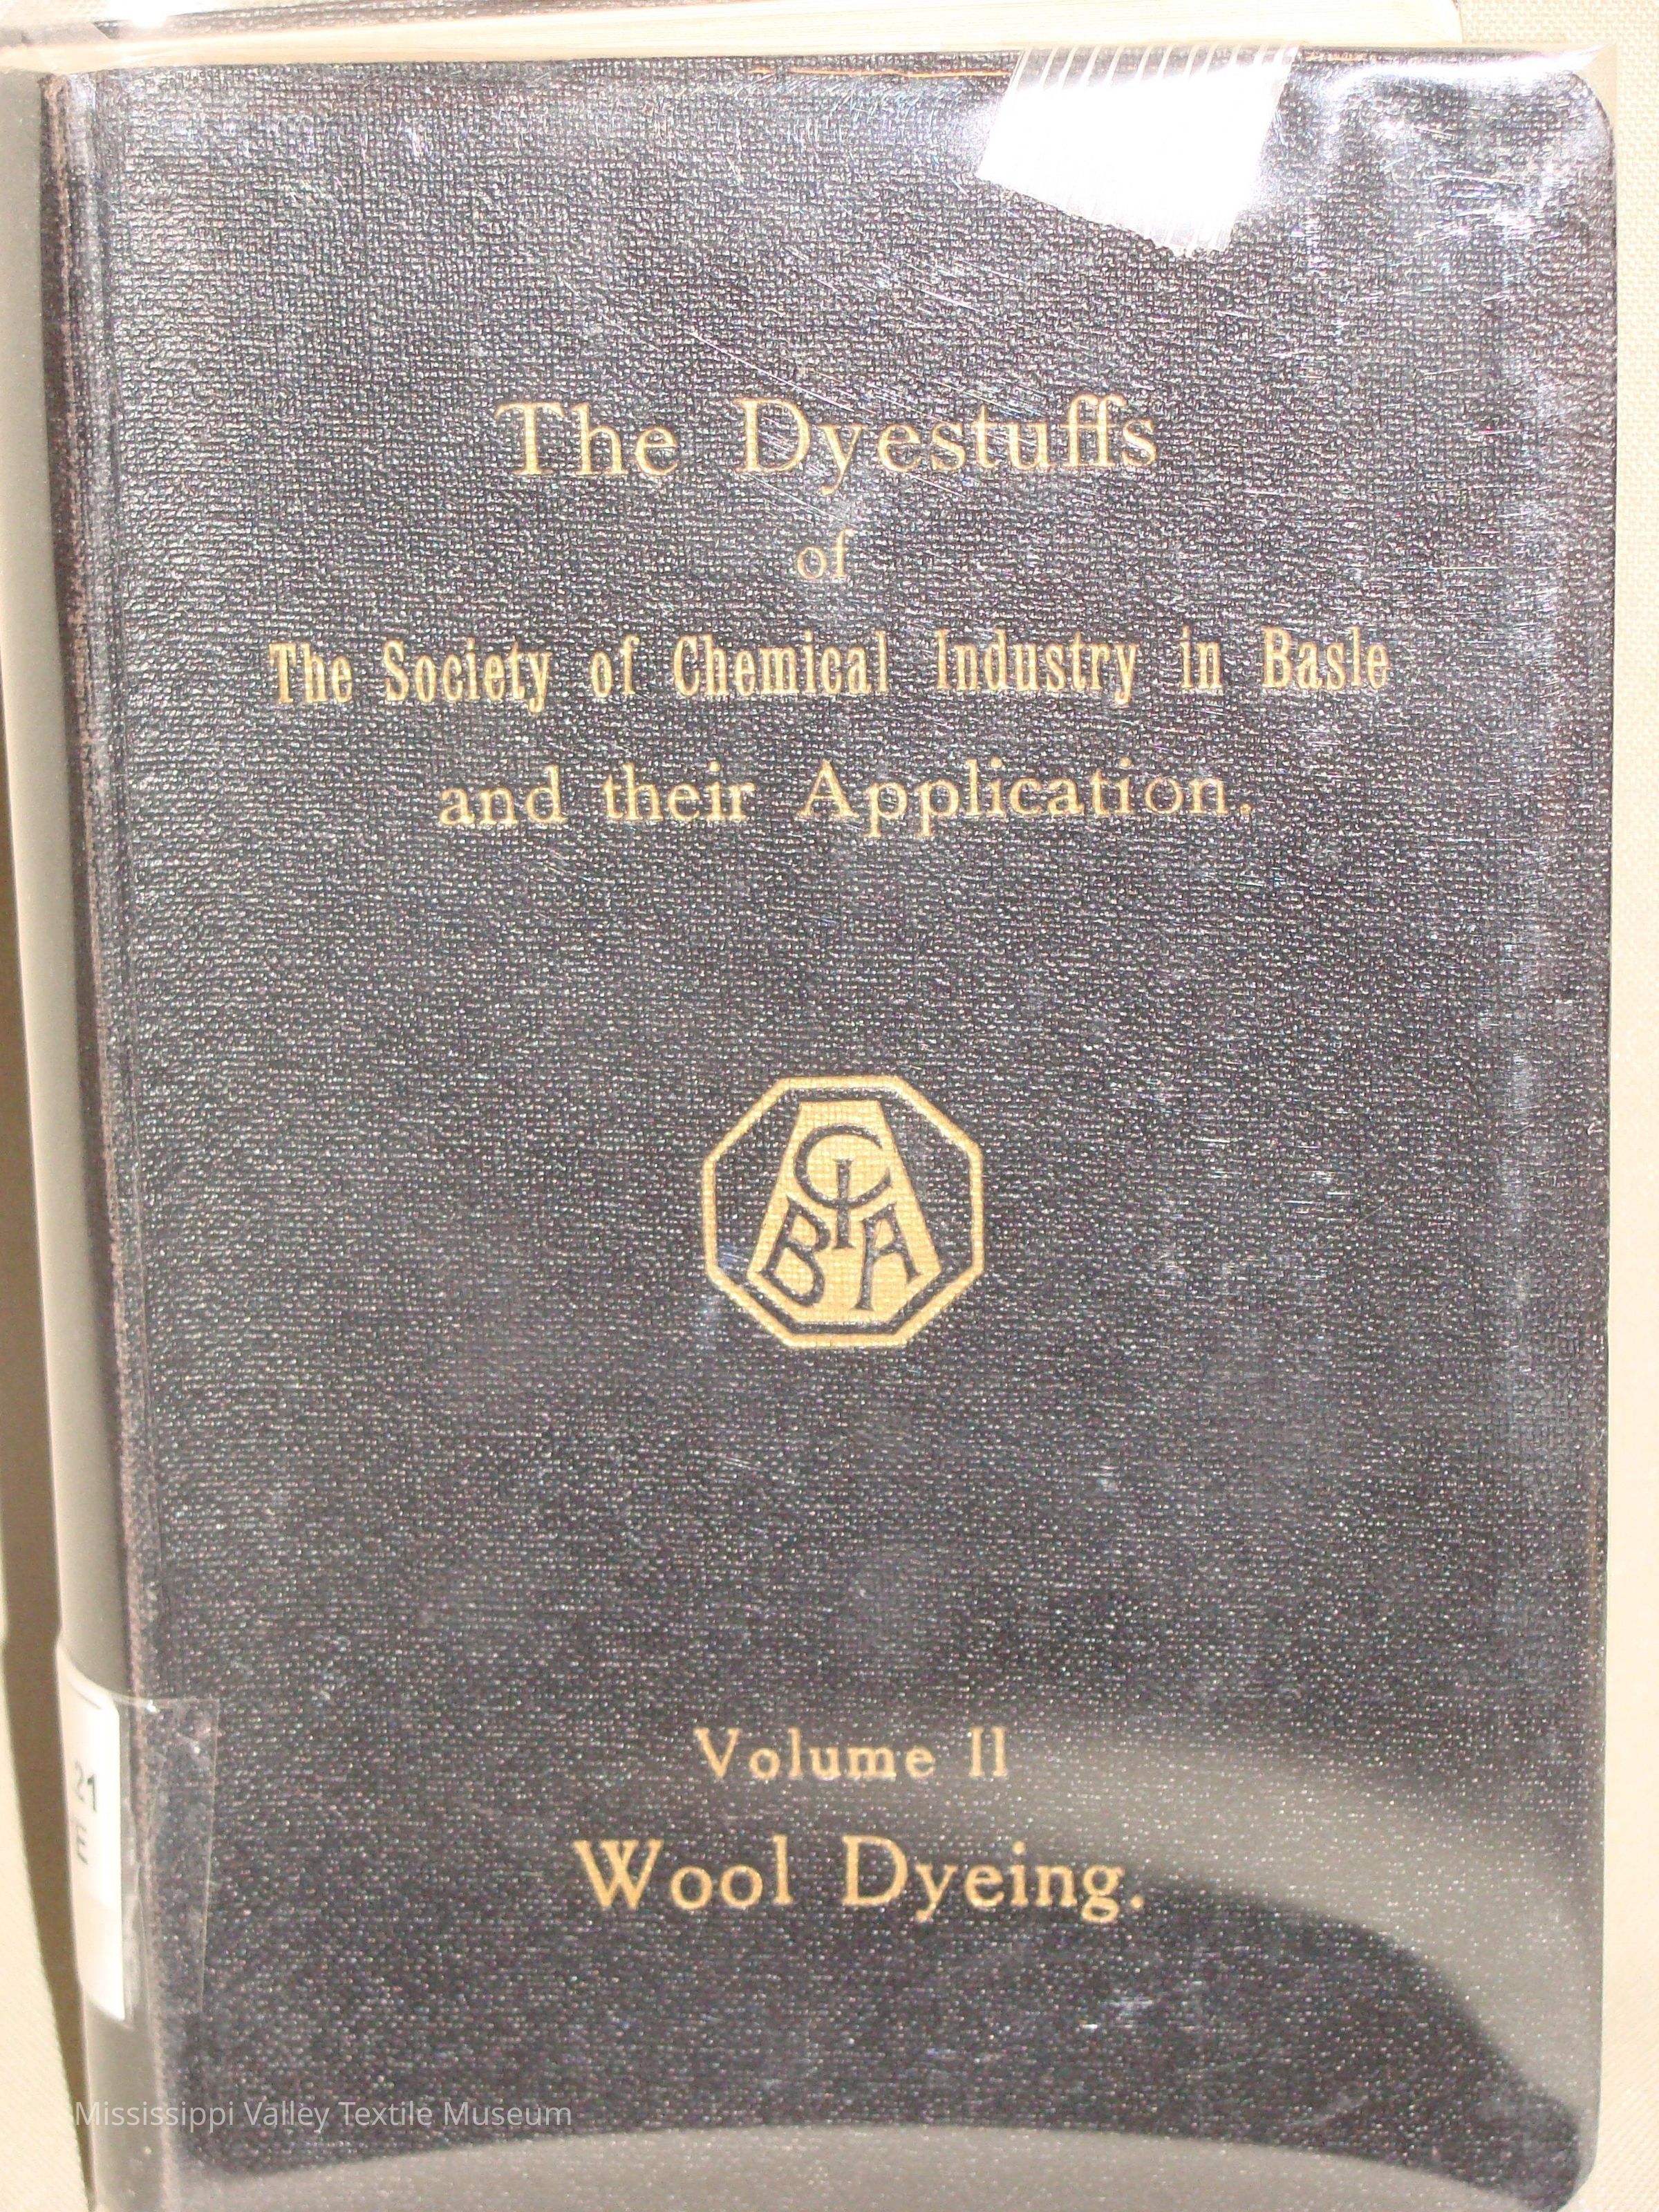 The Dyestuffs
of
The Society of Chemical Industry in Basle
and their Application.
CIBA
Volume II
Wool Dyeing.
21
E
Mississippi Valley Textile Museum